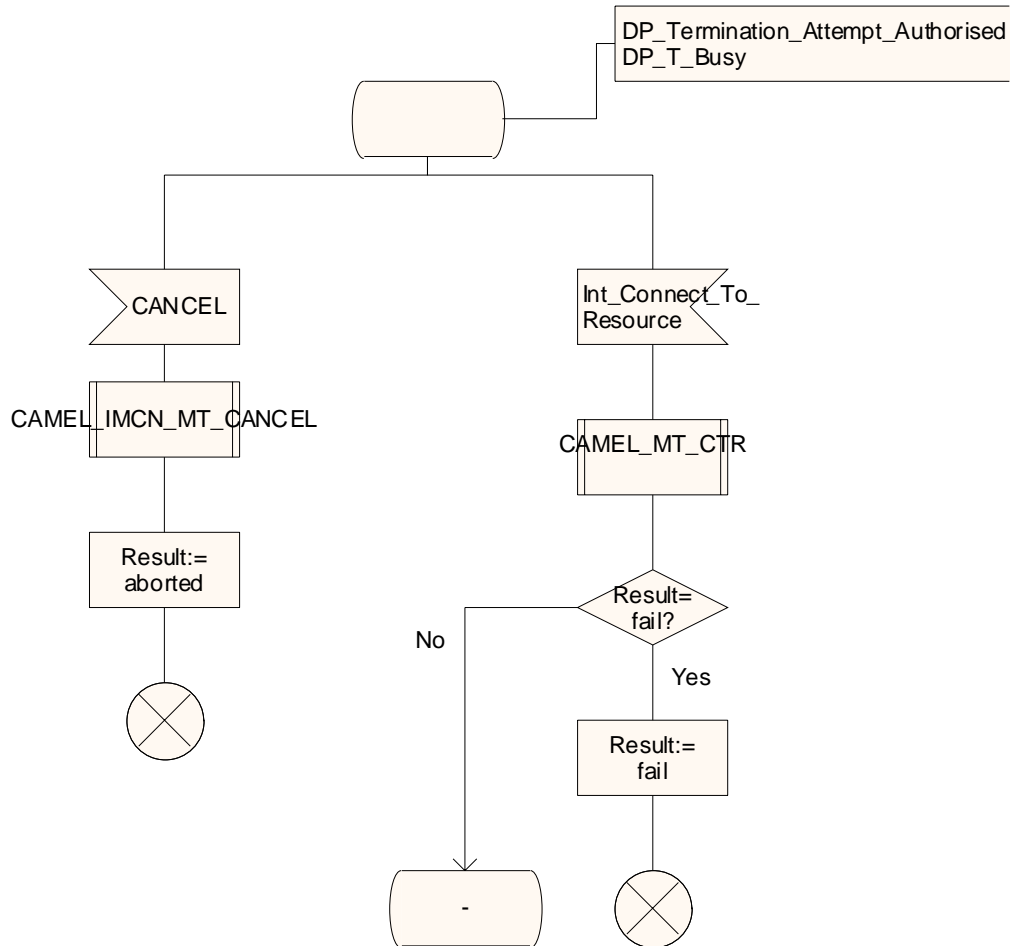 DP_Termination_Attempt_Authorised
DP_T_Busy
CANCEL
Int_Connect_To_
Resource
CAMEL_IMCN_MT_CANCEL
CAMEL_MT_CTR
Result:=
aborted
Result=
fail?
No
Yes
Result:=
fail
-